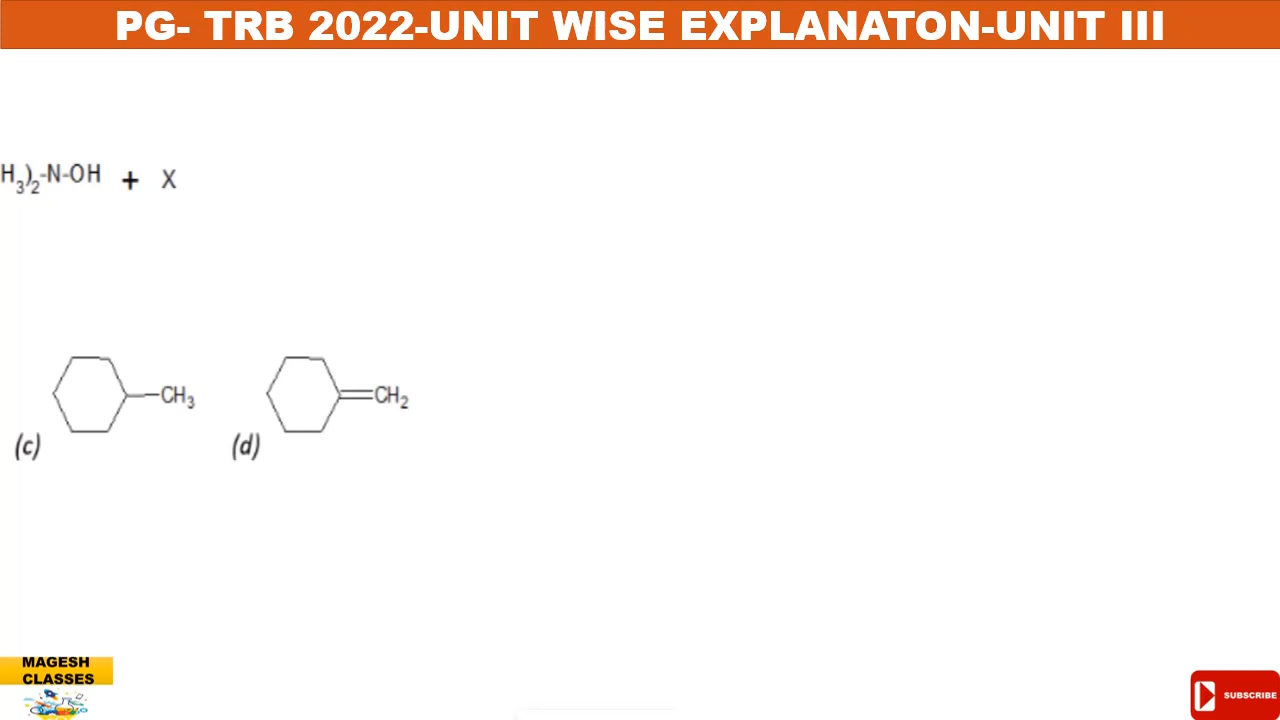 PG- TRB 2022-UNIT WISE EXPLANATON-UNIT III
H3)2-N-OH + X
CH3
CH2
(c)
(d)
MAGESH
CLASSES
SUBSCRIBE